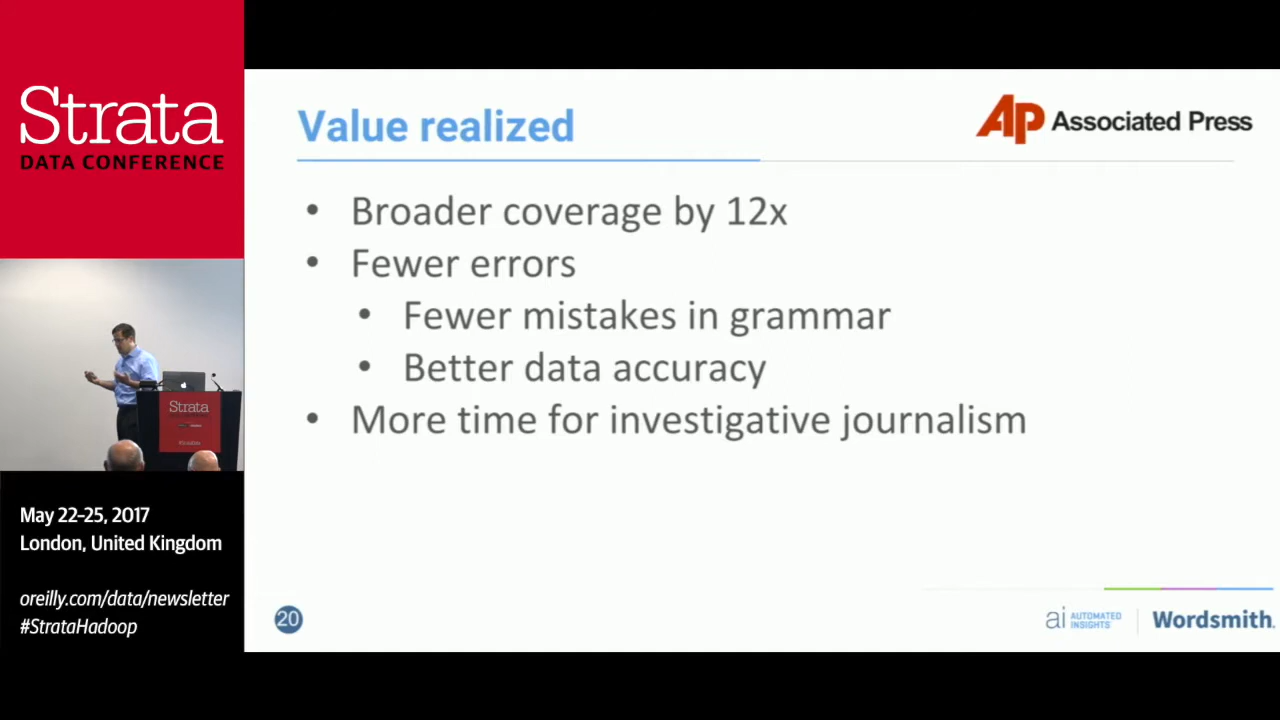 Strata
DATA CONFERENCE
Strata
May 22-25, 2017
London, United Kingdom
oreilly.com/data/newsletter
#StrataHadoop
Value realized
AP Associated Press
• Broader coverage by 12x
• Fewer errors
• Fewer mistakes in grammar
• Better data accuracy
• More time for investigative journalism
20
ai AUTOMATED INSIGHTS
Wordsmith.